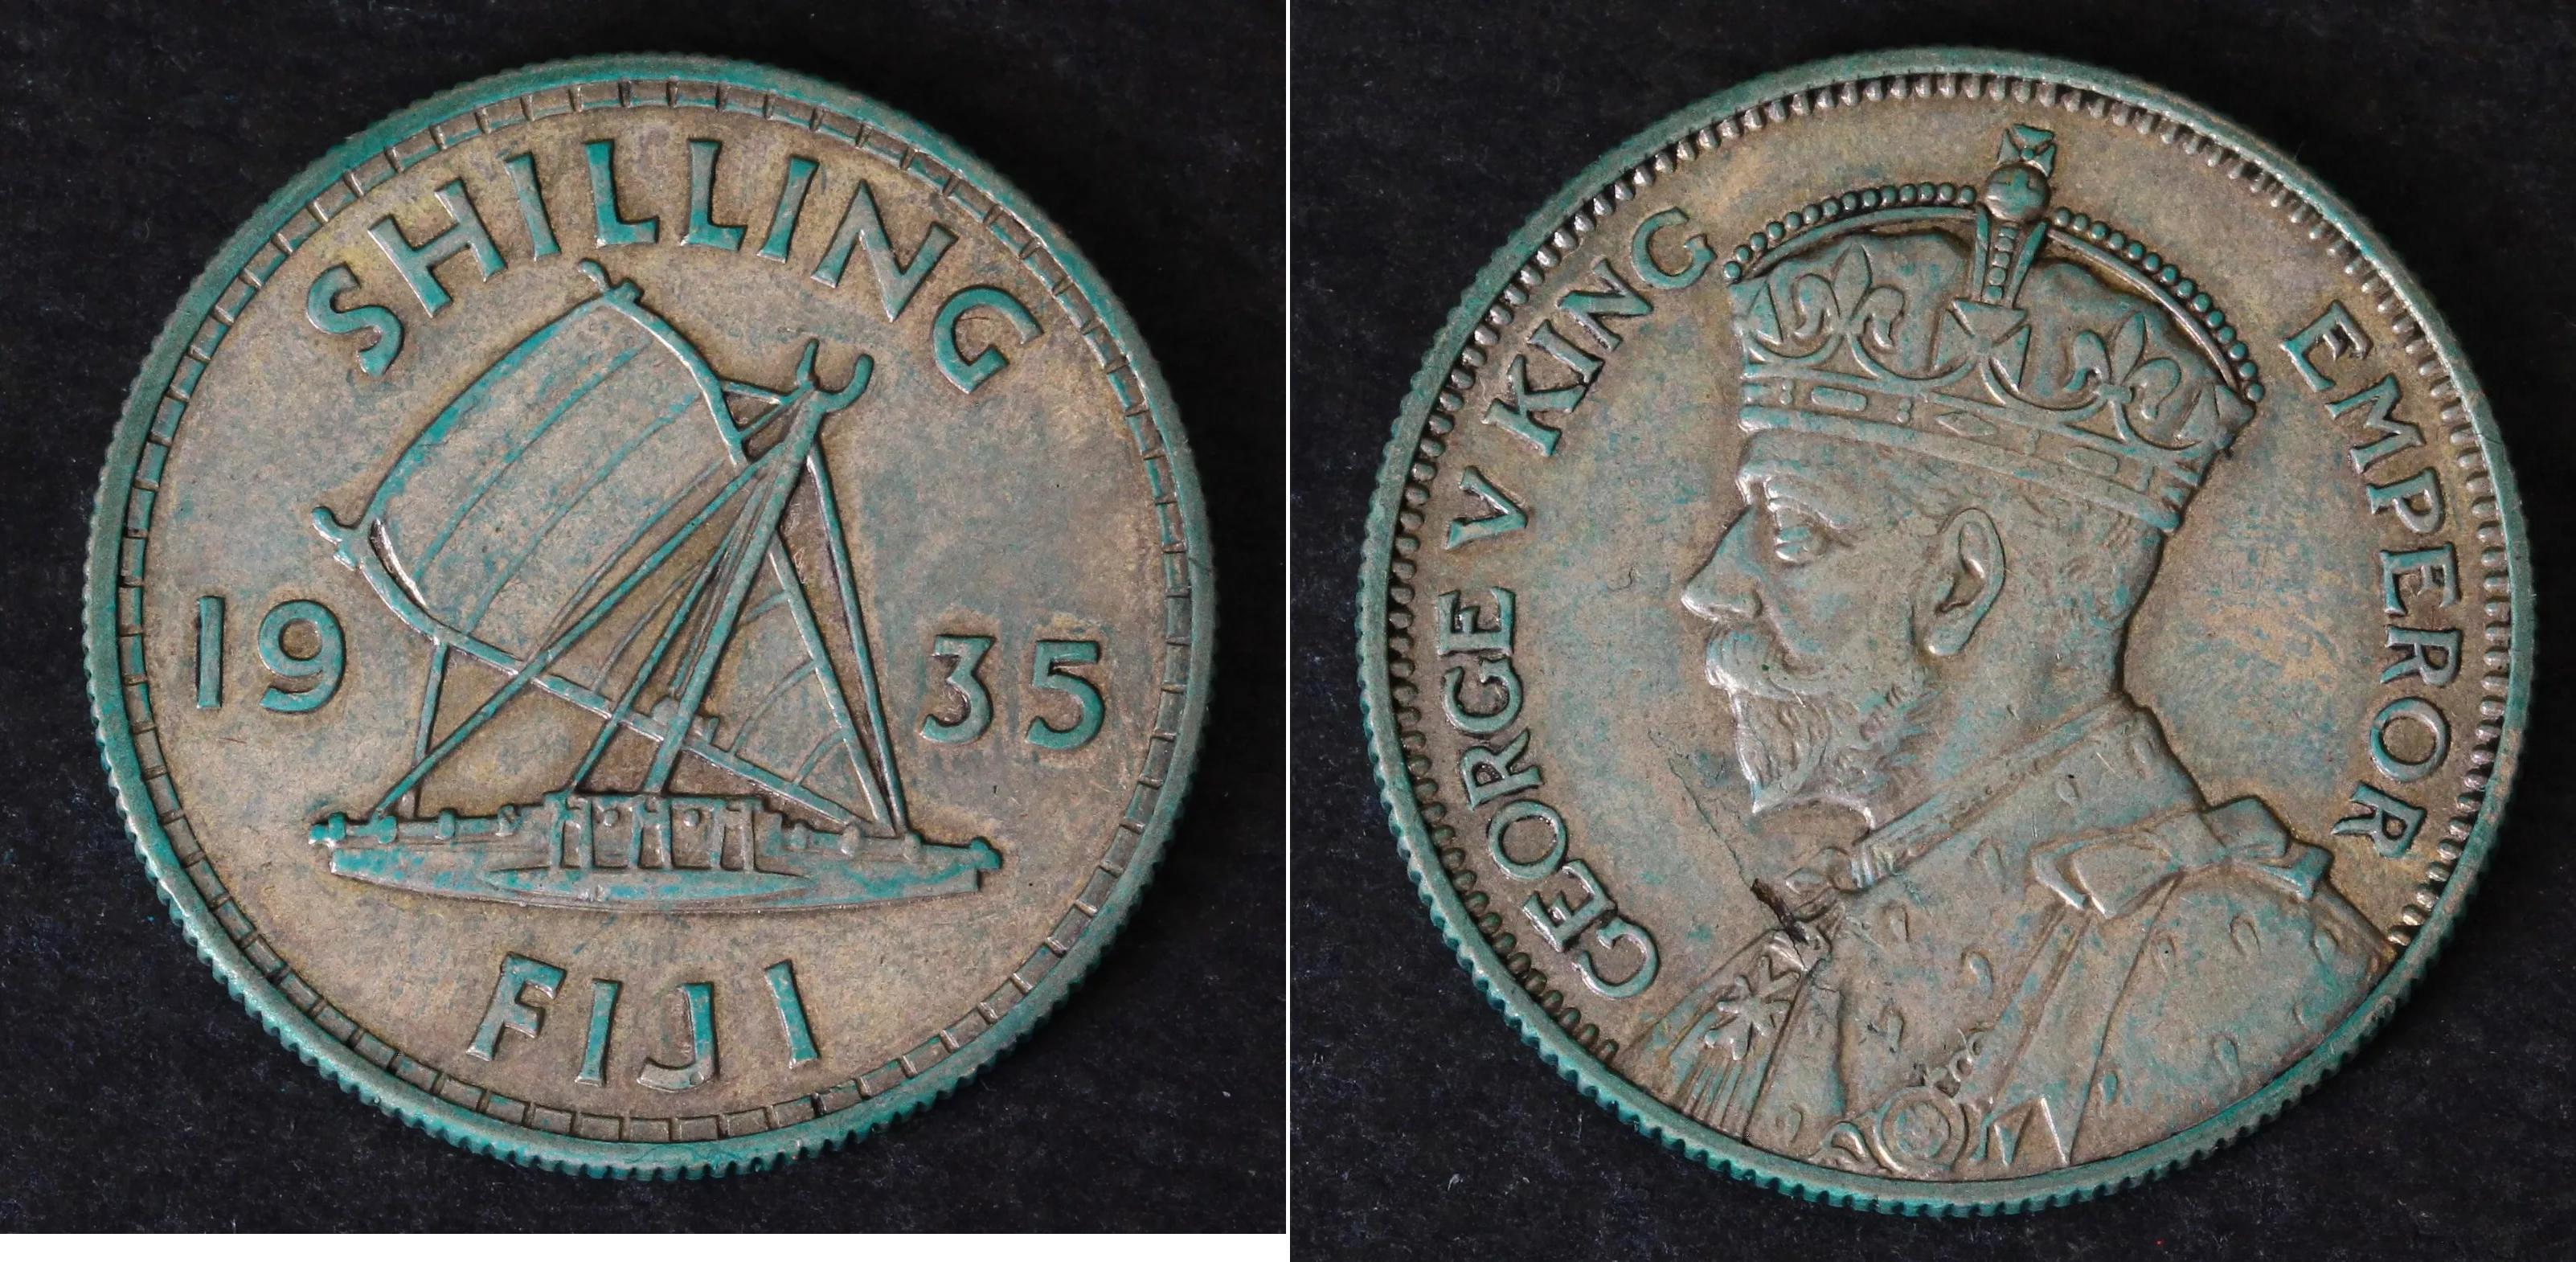 SHILLING
19 35
FIJI
GEORGE V KING
EMPEROR